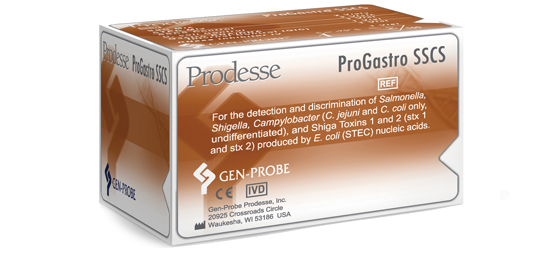 Prodesse
ProGastro SSCS
Prodesse
ProGastro SSCS
REF
For the detection and discrimination of Salmonella,
Shigella, Campylobacter (C. jejuni and C. coli only,
undifferentiated), and Shiga Toxins 1 and 2 (stx 1
and stx 2) produced by E. coli (STEC) nucleic acids.
GEN-PROBE
GEN-PROBE
CE IVD
Gen-Probe Prodesse, Inc.
20925 Crossroads Circle
Waukesha, WI 53186 USA